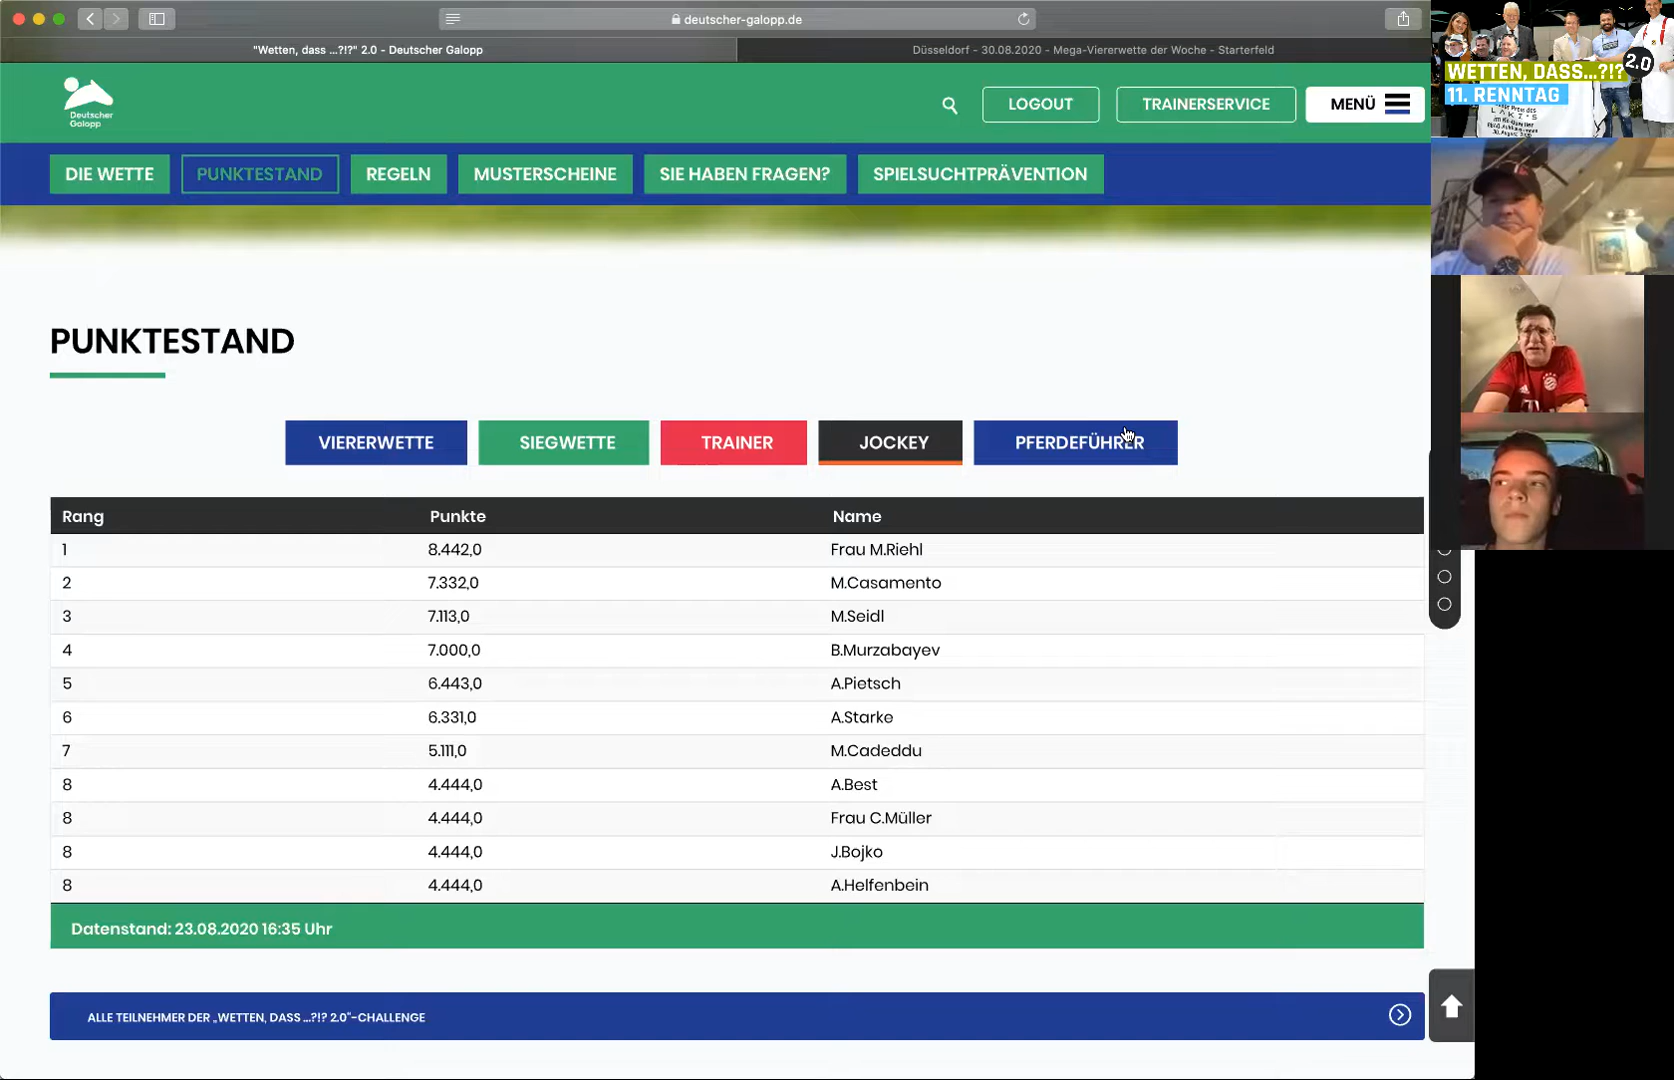 deutscher-galopp.de
"Wetten, dass ...?!?" 2.0 - Deutscher Galopp
Düsseldorf - 30.08.2020 - Mega-Viererwette der Woche - Starterfeld
WETTEN, DASS...?!?
2.0
11. RENNTAG
Deutscher
Galopp
LOGOUT
TRAINERSERVICE
MENÜ
DIE WETTE
PUNKTESTAND
REGELN
MUSTERSCHEINE
SIE HABEN FRAGEN?
SPIELSUCHTPRÄVENTION
PUNKTESTAND
VIERERWETTE
SIEGWETTE
TRAINER
JOCKEY
PFERDEFÜHRER
Rang Punkte Name
1 8.442,0 Frau M.Riehl
2 7.332,0 M.Casamento
3 7.113,0 M.Seidl
4 7.000,0 B.Murzabayev
5 6.443,0 A.Pietsch
6 6.331,0 A.Starke
7 5.111,0 M.Cadeddu
8 4.444,0 A.Best
8 4.444,0 Frau C.Müller
8 4.444,0 J.Bojko
8 4.444,0 A.Helfenbein
Datenstand: 23.08.2020 16:35 Uhr
ALLE TEILNEHMER DER „WETTEN, DASS ...?!? 2.0"-CHALLENGE